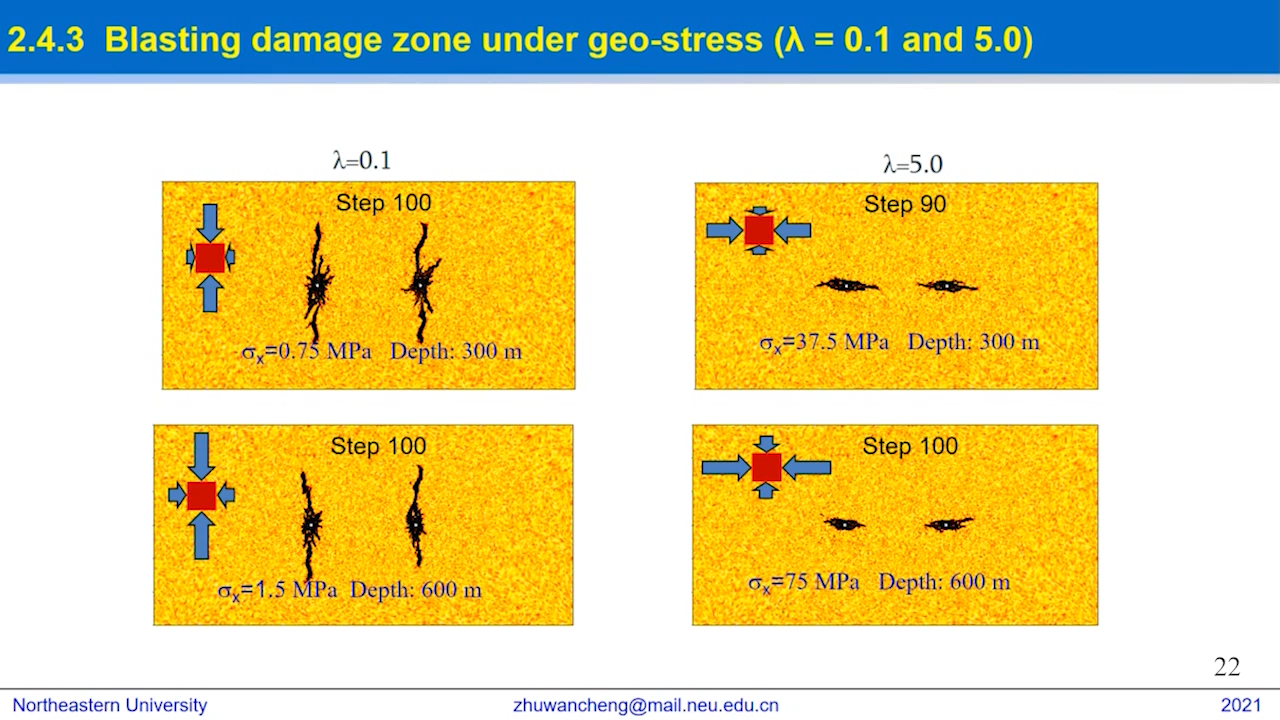 2.4.3 Blasting damage zone under geo-stress (λ = 0.1 and 5.0)
λ=0.1
Step 100
σx=0.75 MPa Depth: 300 m
λ=5.0
Step 90
σx=37.5 MPa Depth: 300 m
Step 100
σx=1.5 MPa Depth: 600 m
Step 100
σx=75 MPa Depth: 600 m
22
Northeastern University
zhuwancheng@mail.neu.edu.cn
2021